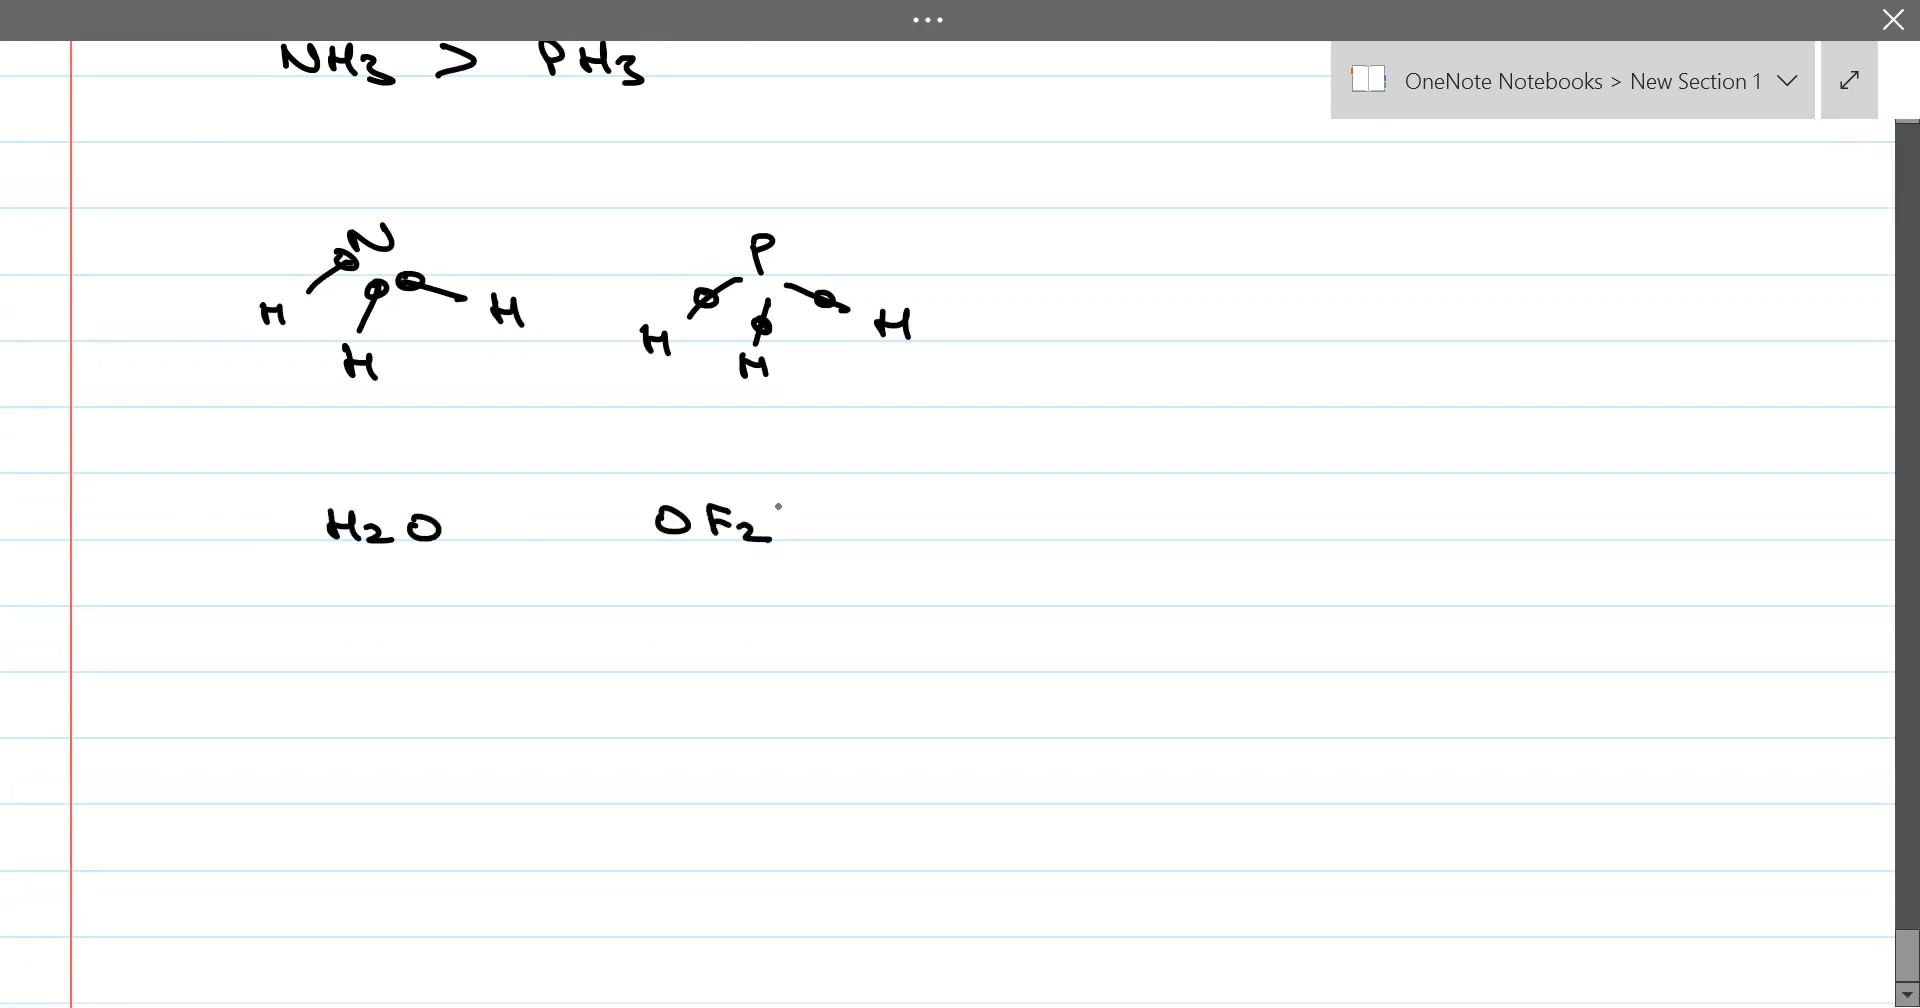 NH3 > PH3
OneNote Notebooks > New Section 1
N P
H H H H
H H
H2O OF2